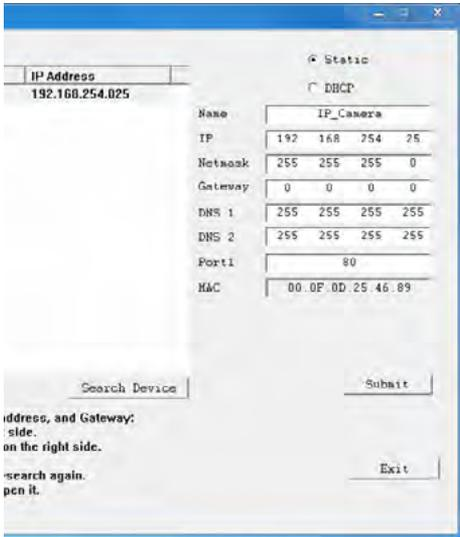 Static
DHCP
IP Address
192.168.254.025
Name IP_Camera
IP 192 168 254 25
Netmask 255 255 255 0
Gateway 0 0 0 0
DNS 1 255 255 255 255
DNS 2 255 255 255 255
Port1 80
MAC 00.0F.0D.25.46.89
Search Device
Submit
address, and Gateway:
side.
on the right side.
-search again.
pen it.
Exit